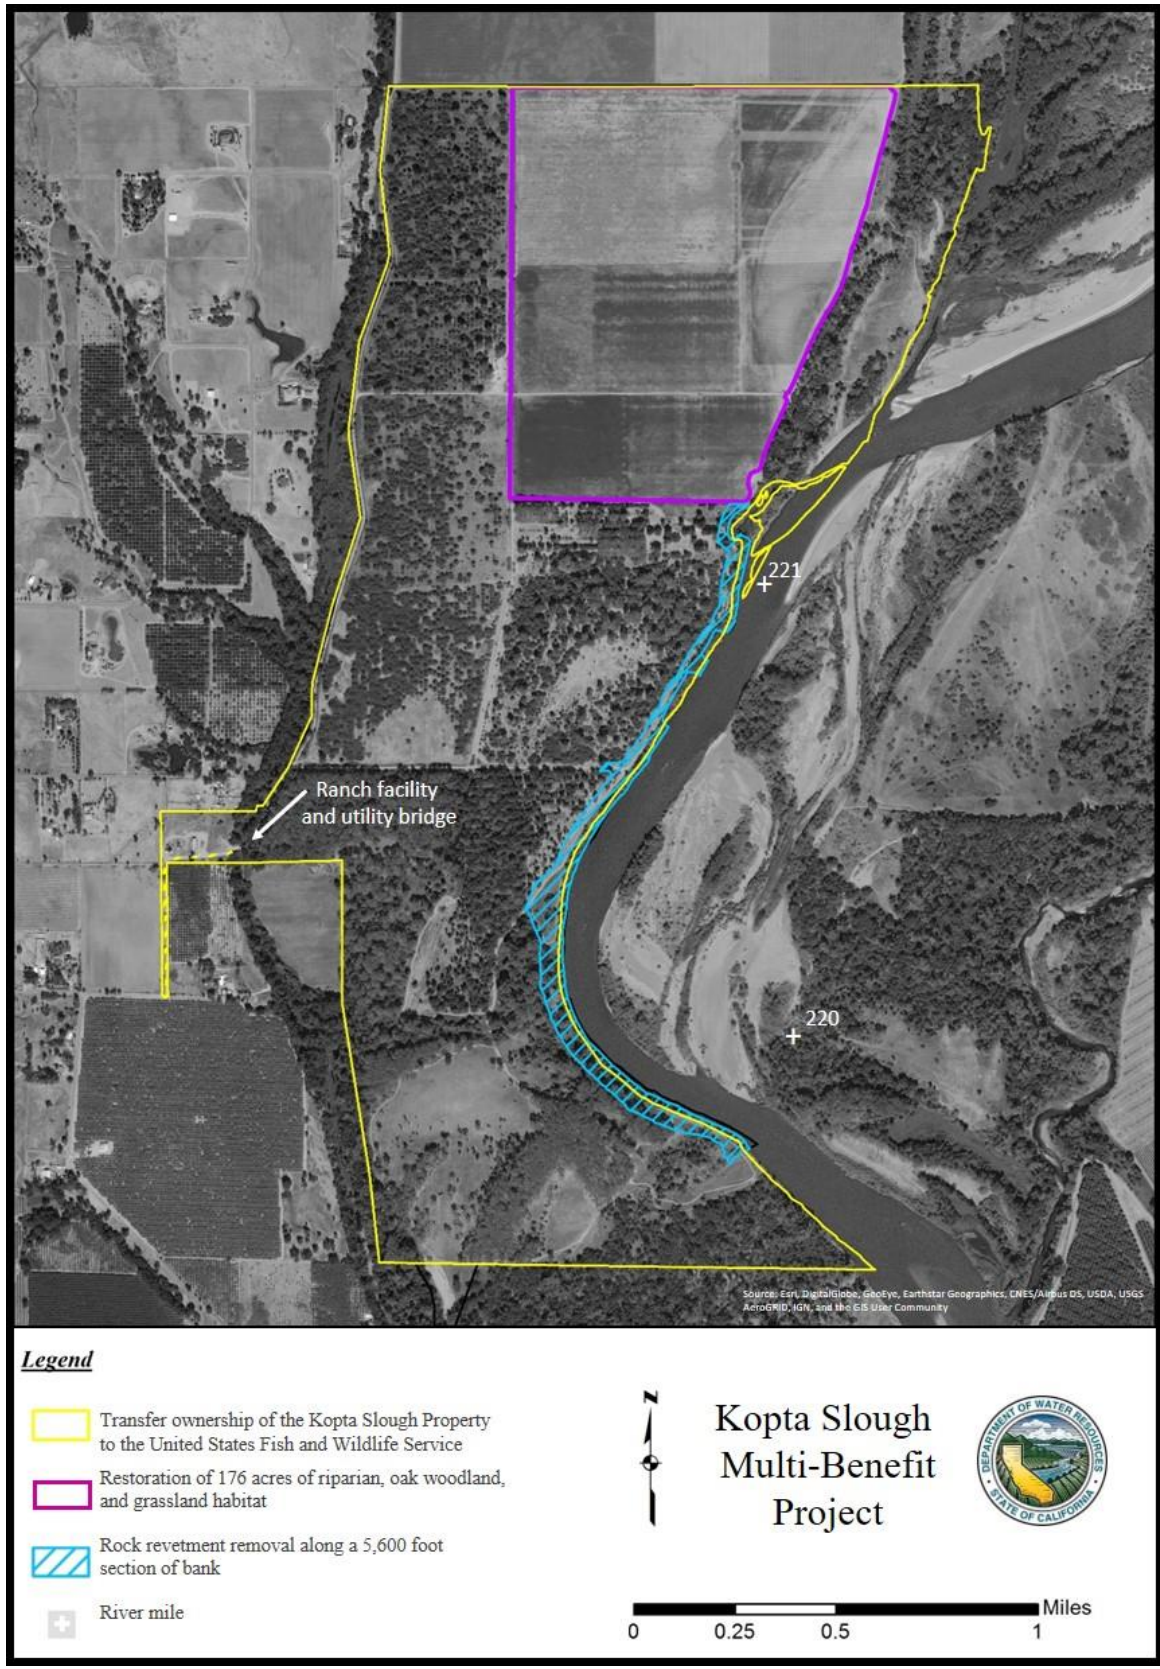 221
Ranch facility
and utility bridge
220
Source: Esri, DigitalGlobe, GeoEye, Earthstar Geographics, CNES/Airbus DS, USDA, USGS
AeroGRID, IGN, and the GIS User Community
Legend
Transfer ownership of the Kopta Slough Property
to the United States Fish and Wildlife Service
Restoration of 176 acres of riparian, oak woodland,
and grassland habitat
Rock revetment removal along a 5,600 foot
section of bank
River mile
N
Kopta Slough
Multi-Benefit
Project
DEPARTMENT OF WATER RESOURCES
STATE OF CALIFORNIA
Miles
0 0.25 0.5 1